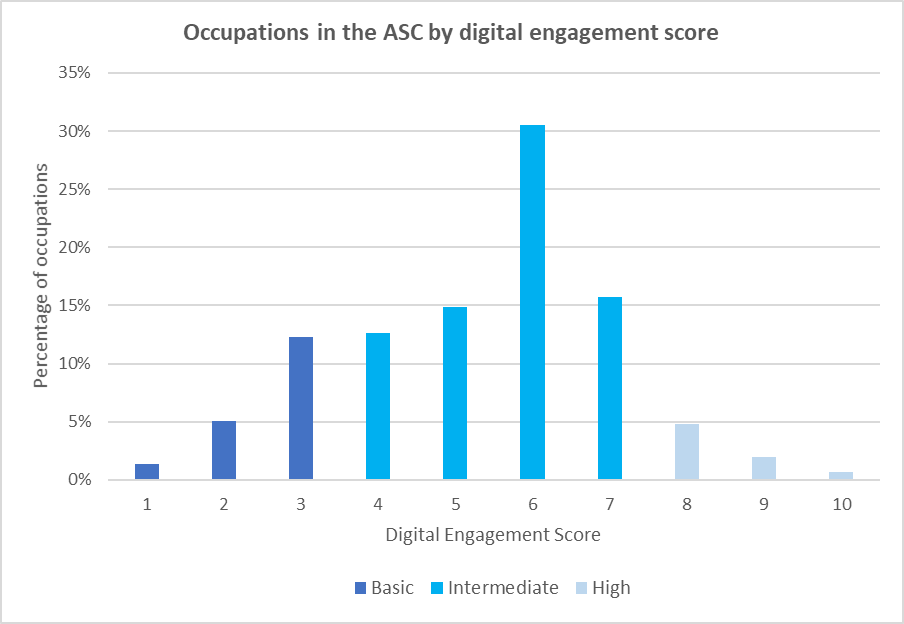 Occupations in the ASC by digital engagement score
35%
30%
25%
20%
15%
10%
5%
0%
Percentage of occupations
1 2 3 4 5 6 7 8 9 10
Digital Engagement Score
Basic Intermediate High